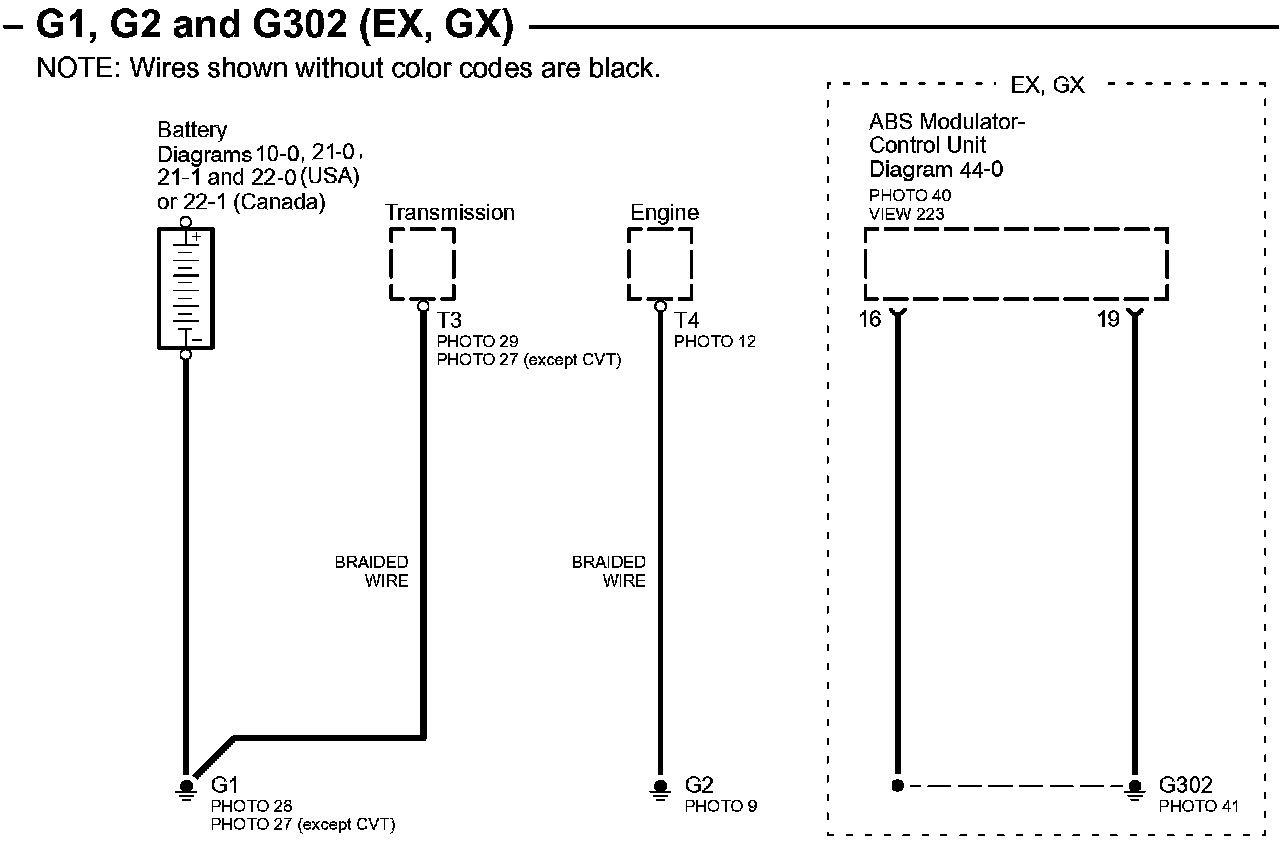 G1, G2 and G302 (EX, GX)
NOTE: Wires shown without color codes are black.
EX, GX
Battery
Diagrams 10-0, 21-0,
21-1 and 22-0 (USA)
or 22-1 (Canada)
+
−
Transmission
T3
PHOTO 29
PHOTO 27 (except CVT)
Engine
T4
PHOTO 12
ABS Modulator-
Control Unit
Diagram 44-0
PHOTO 40
VIEW 223
16
19
BRAIDED
WIRE
BRAIDED
WIRE
G1
PHOTO 28
PHOTO 27 (except CVT)
G2
PHOTO 9
G302
PHOTO 41